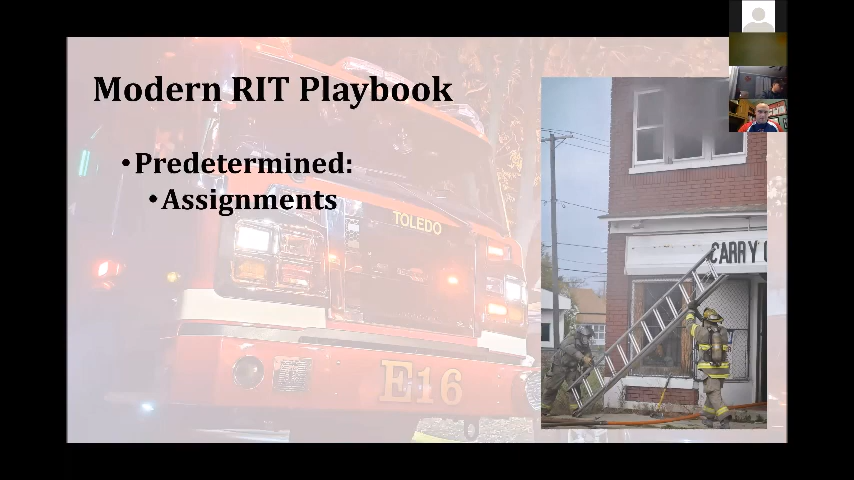 Modern RIT Playbook
•Predetermined:
•Assignments
TOLEDO
E16
CARRY